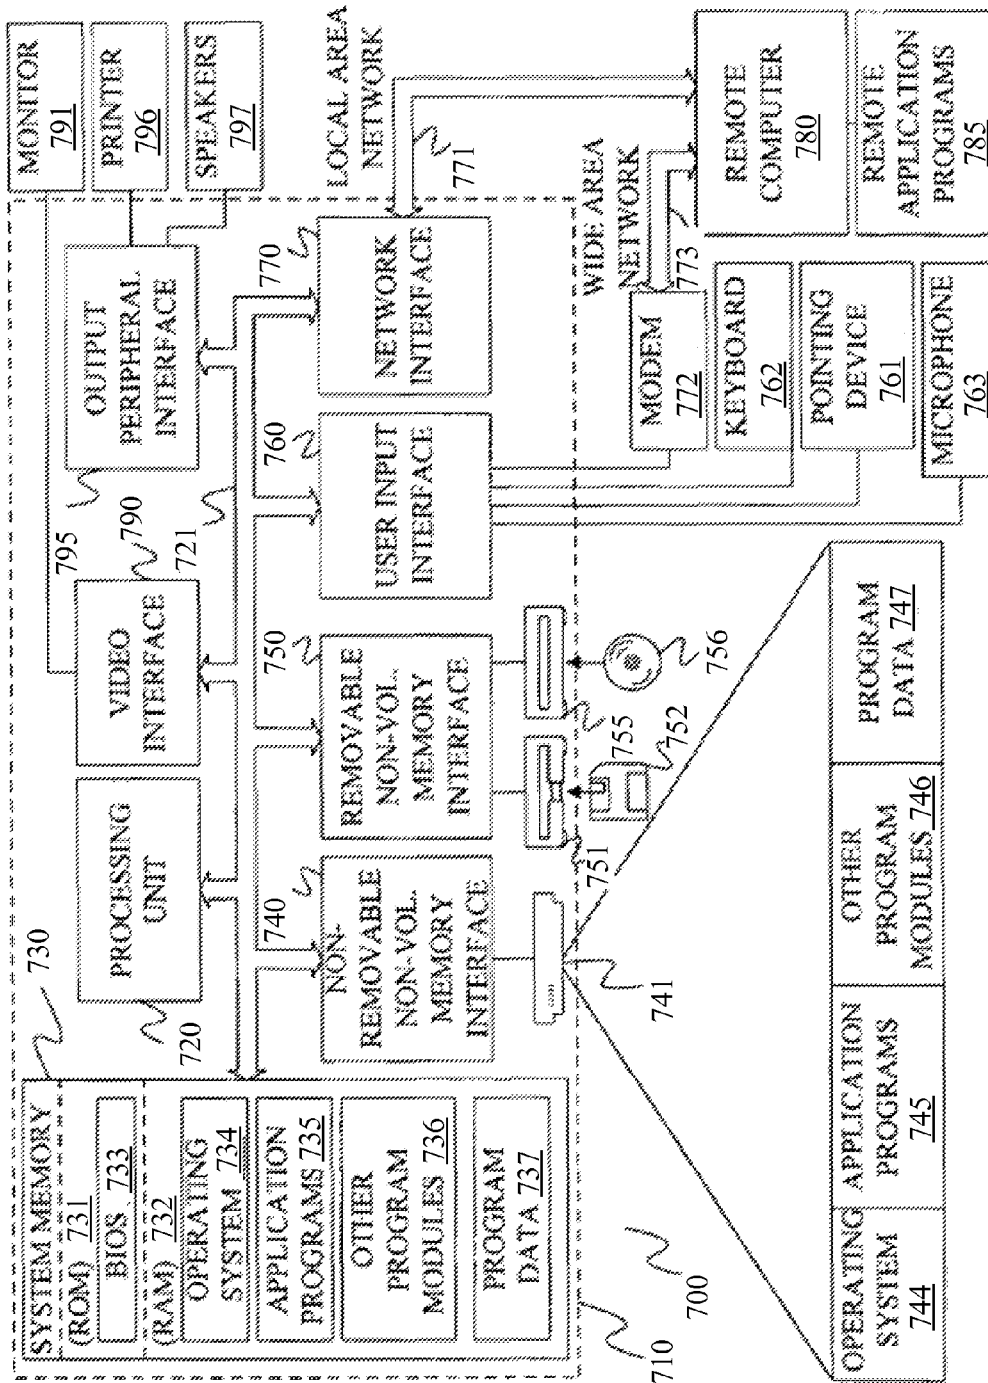 730
SYSTEM MEMORY
(ROM) 731
BIOS 733
(RAM) 732
OPERATING
SYSTEM 734
APPLICATION
PROGRAMS 735
OTHER
PROGRAM
MODULES 736
PROGRAM
DATA 737
710
700
720
PROCESSING
UNIT
VIDEO
INTERFACE
790
721
795
OUTPUT
PERIPHERAL
INTERFACE
MONITOR
791
PRINTER
796
SPEAKERS
797
740
NON-
REMOVABLE
NON-VOL.
MEMORY
INTERFACE
750
REMOVABLE
NON-VOL.
MEMORY
INTERFACE
760
USER INPUT
INTERFACE
770
NETWORK
INTERFACE
LOCAL AREA
NETWORK
771
741
751
755
752
756
WIDE AREA
NETWORK
773
MODEM
772
KEYBOARD
762
POINTING
DEVICE
761
MICROPHONE
763
REMOTE
COMPUTER
780
REMOTE
APPLICATION
PROGRAMS
785
OPERATING
SYSTEM
744
APPLICATION
PROGRAMS
745
OTHER
PROGRAM
MODULES 746
PROGRAM
DATA 747